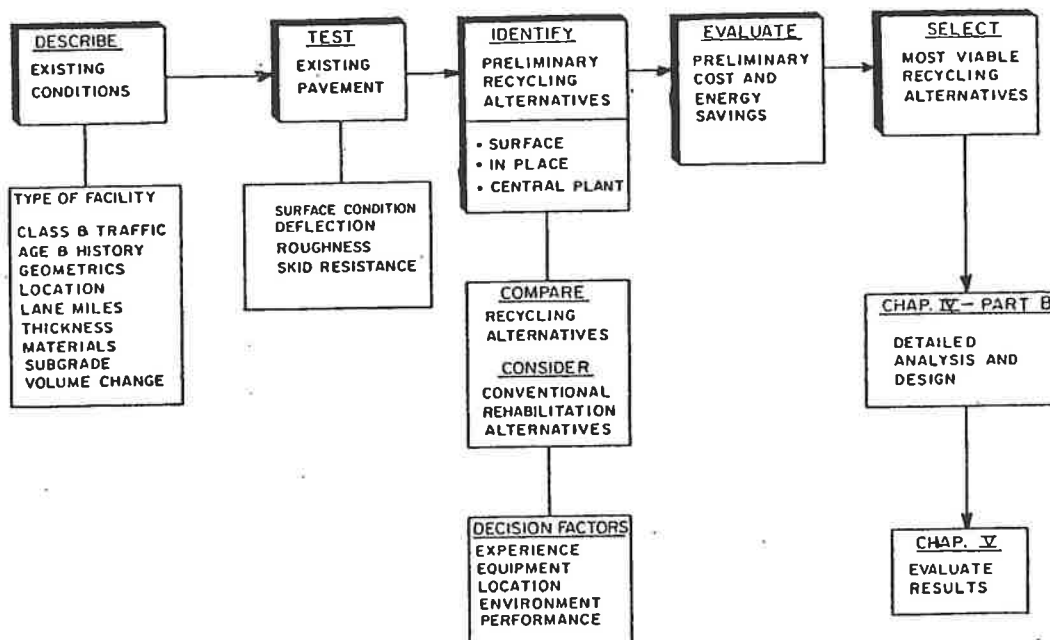 DESCRIBE
EXISTING
CONDITIONS
TYPE OF FACILITY
CLASS & TRAFFIC
AGE & HISTORY
GEOMETRICS
LOCATION
LANE MILES
THICKNESS
MATERIALS
SUBGRADE
VOLUME CHANGE
TEST
EXISTING
PAVEMENT
SURFACE CONDITION
DEFLECTION
ROUGHNESS
SKID RESISTANCE
IDENTIFY
PRELIMINARY
RECYCLING
ALTERNATIVES
• SURFACE
• IN PLACE
• CENTRAL PLANT
COMPARE
RECYCLING
ALTERNATIVES
CONSIDER
CONVENTIONAL
REHABILITATION
ALTERNATIVES
DECISION FACTORS
EXPERIENCE
EQUIPMENT
LOCATION
ENVIRONMENT
PERFORMANCE
EVALUATE
PRELIMINARY
COST AND
ENERGY
SAVINGS
SELECT
MOST VIABLE
RECYCLING
ALTERNATIVES
CHAP. IV - PART B
DETAILED
ANALYSIS AND
DESIGN
CHAP. V
EVALUATE
RESULTS